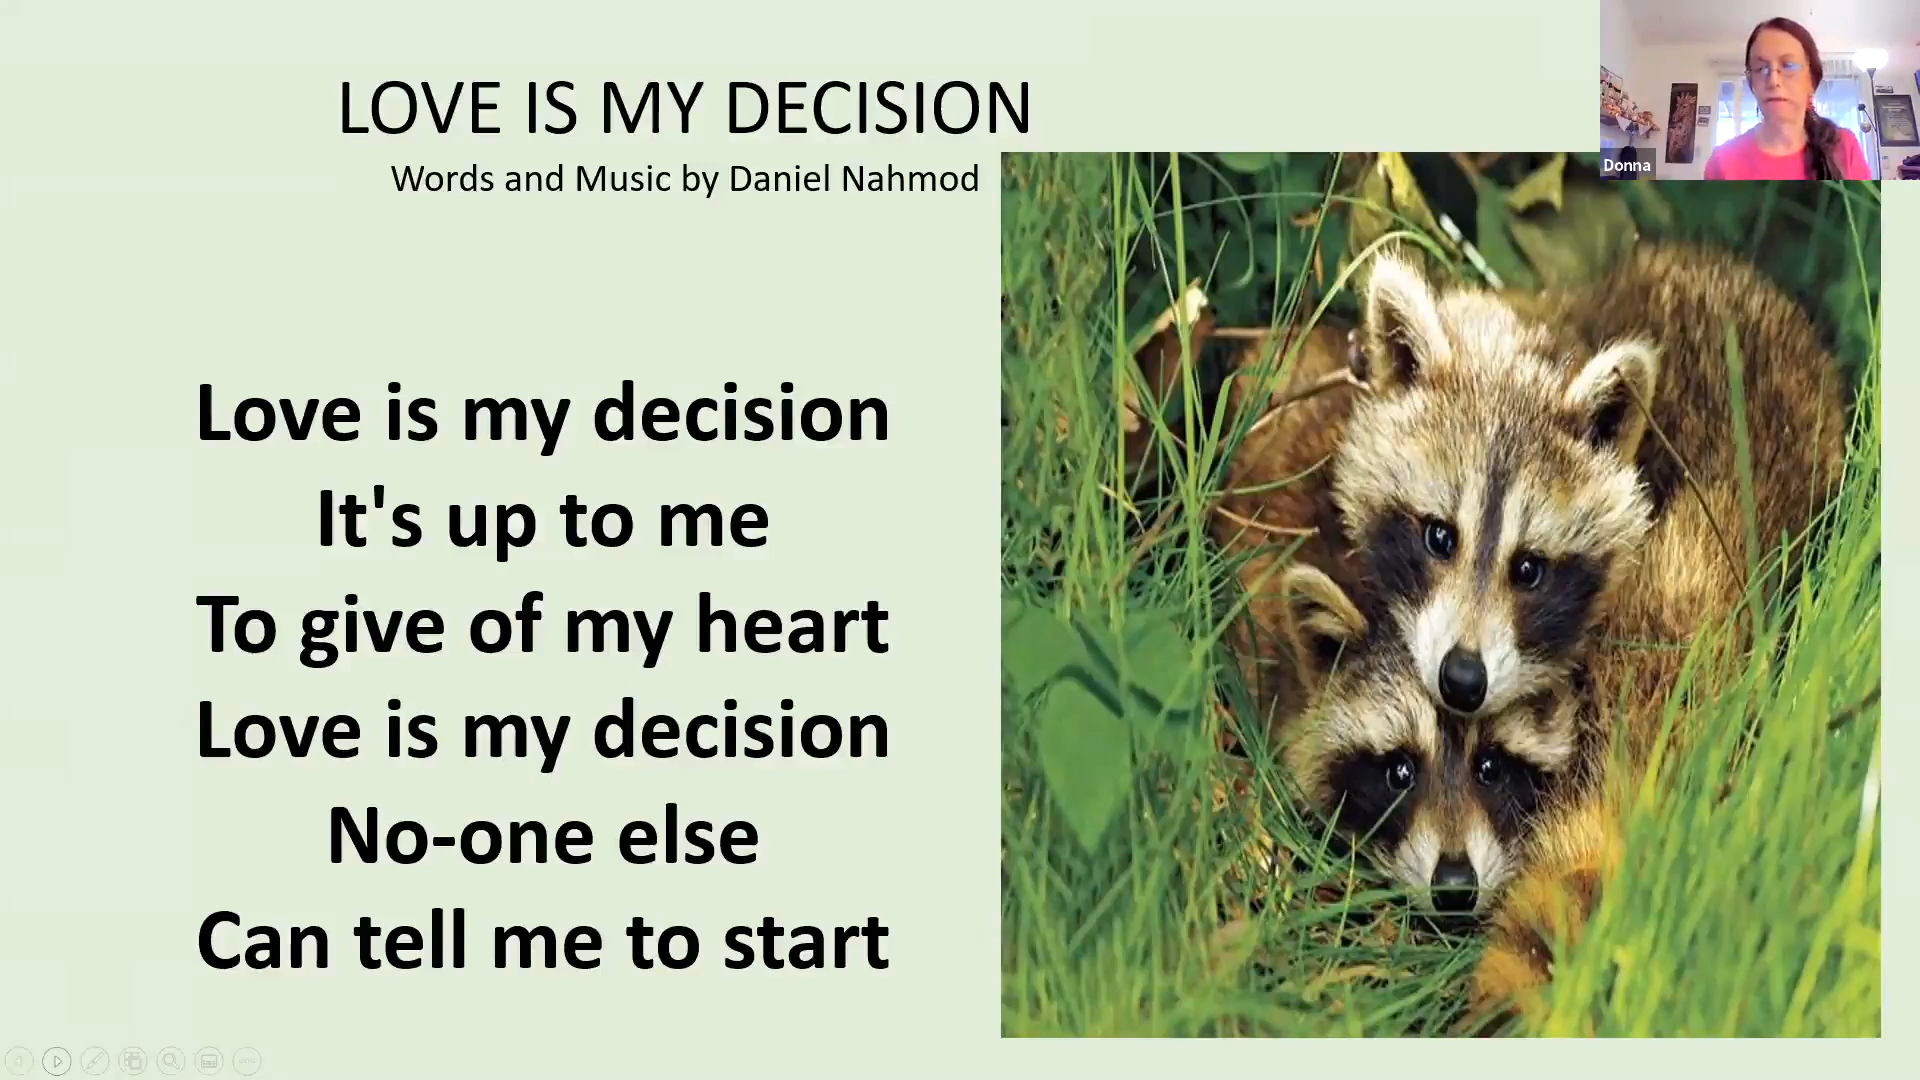 LOVE IS MY DECISION
Words and Music by Daniel Nahmod
Donna
Love is my decision
It's up to me
To give of my heart
Love is my decision
No-one else
Can tell me to start